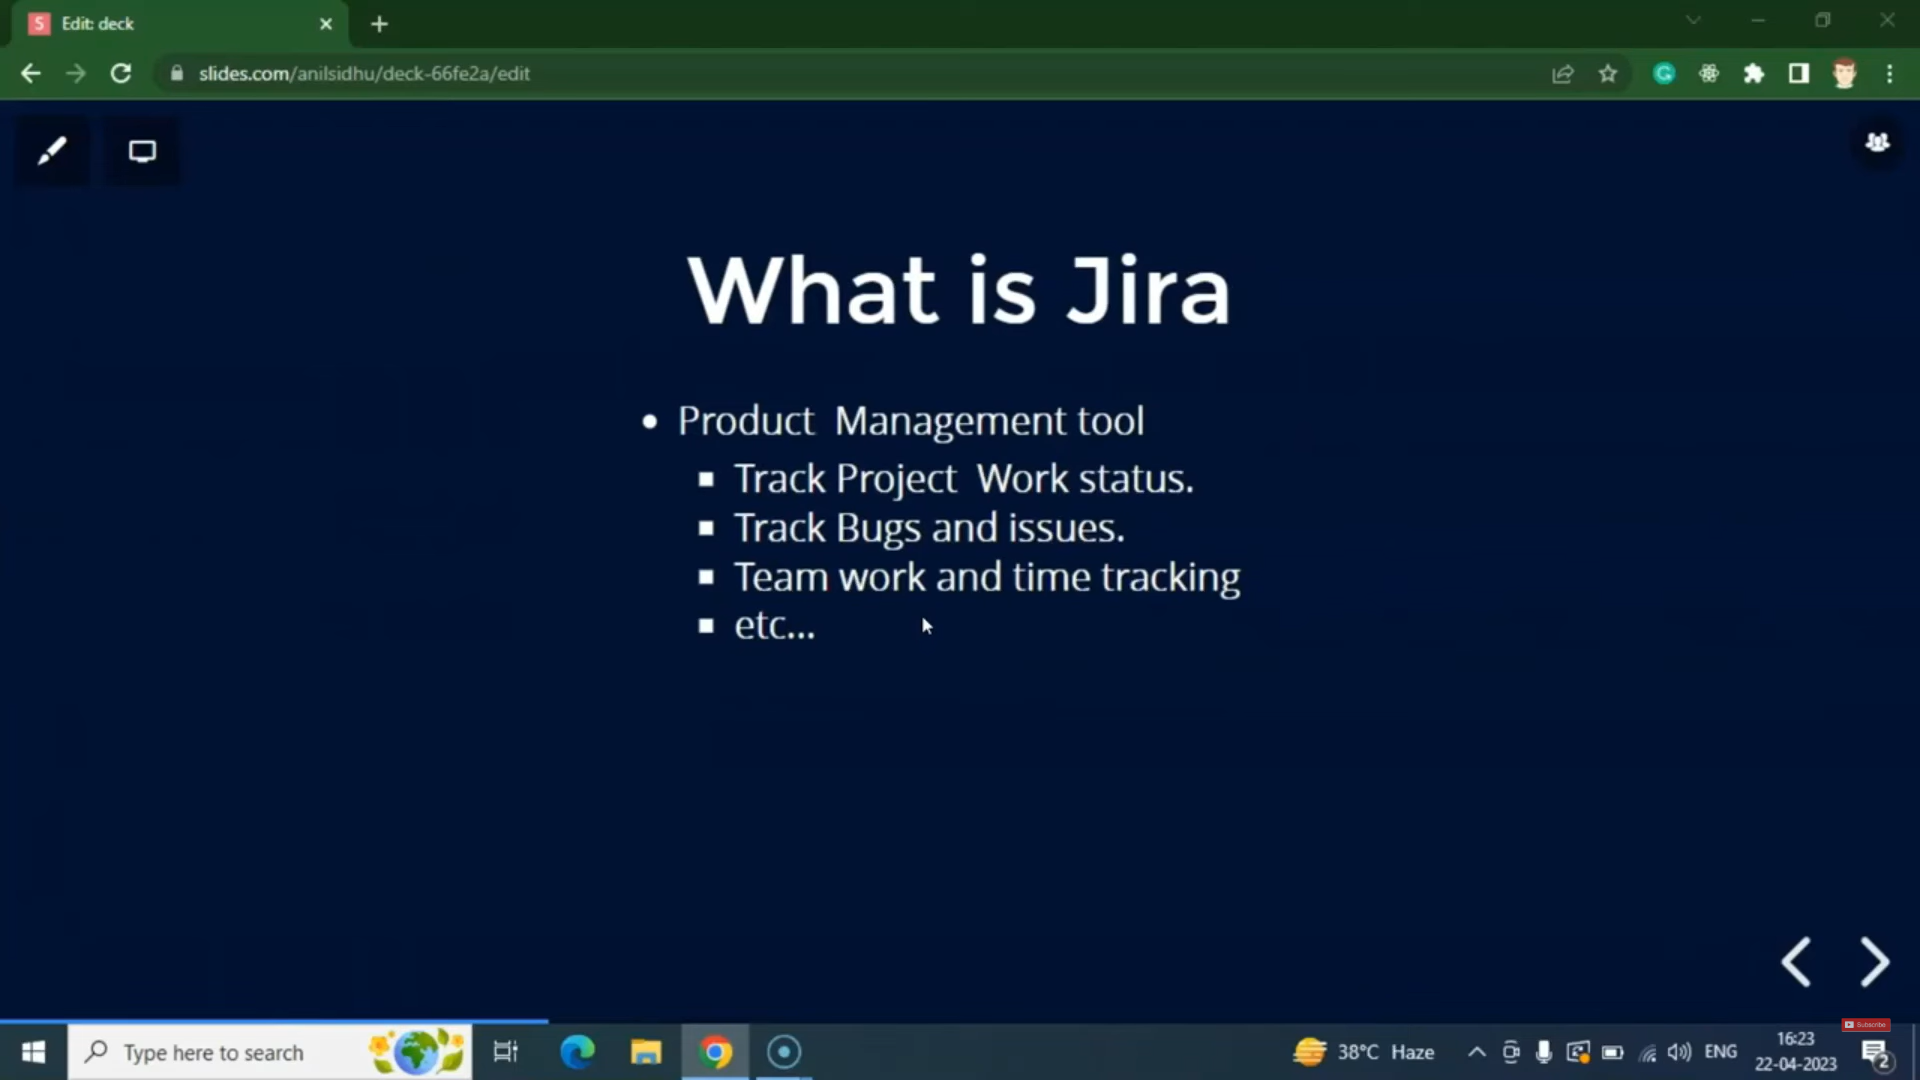 S Edit: deck
slides.com/anilsidhu/deck-66fe2a/edit
What is Jira
Product  Management tool
Track Project  Work status.
Track Bugs and issues.
Team work and time tracking
etc...
Subscribe
Type here to search
38°C Haze
ENG
16:23
22-04-2023
2